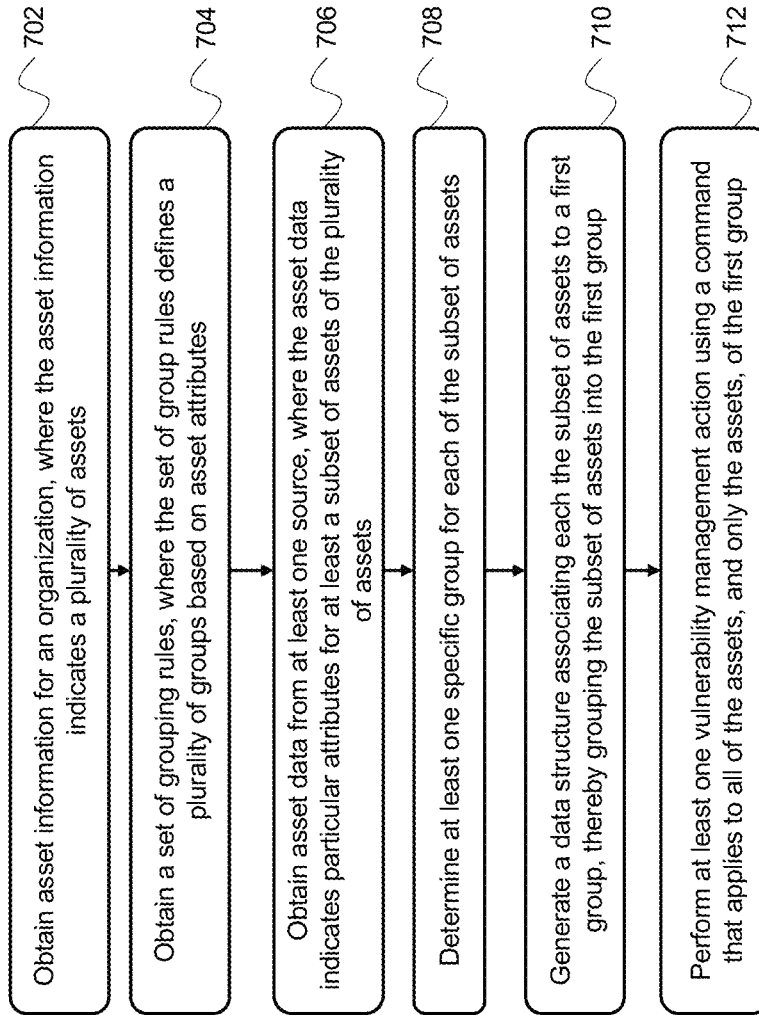 Obtain asset information for an organization, where the asset information
indicates a plurality of assets
702
Obtain a set of grouping rules, where the set of group rules defines a
plurality of groups based on asset attributes
704
Obtain asset data from at least one source, where the asset data
indicates particular attributes for at least a subset of assets of the plurality
of assets
706
Determine at least one specific group for each of the subset of assets
708
Generate a data structure associating each the subset of assets to a first
group, thereby grouping the subset of assets into the first group
710
Perform at least one vulnerability management action using a command
that applies to all of the assets, and only the assets, of the first group
712